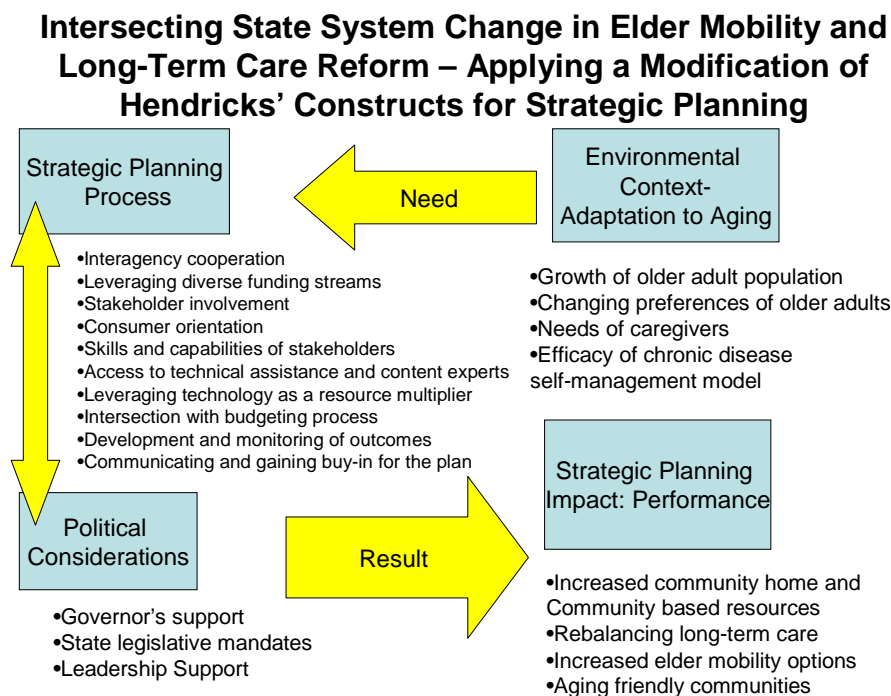 Intersecting State System Change in Elder Mobility and
Long-Term Care Reform – Applying a Modification of
Hendricks' Constructs for Strategic Planning
Strategic Planning
Process
Need
Environmental
Context-
Adaptation to Aging
•Interagency cooperation
•Leveraging diverse funding streams
•Stakeholder involvement
•Consumer orientation
•Skills and capabilities of stakeholders
•Access to technical assistance and content experts
•Leveraging technology as a resource multiplier
•Intersection with budgeting process
•Development and monitoring of outcomes
•Communicating and gaining buy-in for the plan
•Growth of older adult population
•Changing preferences of older adults
•Needs of caregivers
•Efficacy of chronic disease
self-management model
Political
Considerations
Result
Strategic Planning
Impact: Performance
•Governor's support
•State legislative mandates
•Leadership Support
•Increased community home and
Community based resources
•Rebalancing long-term care
•Increased elder mobility options
•Aging friendly communities